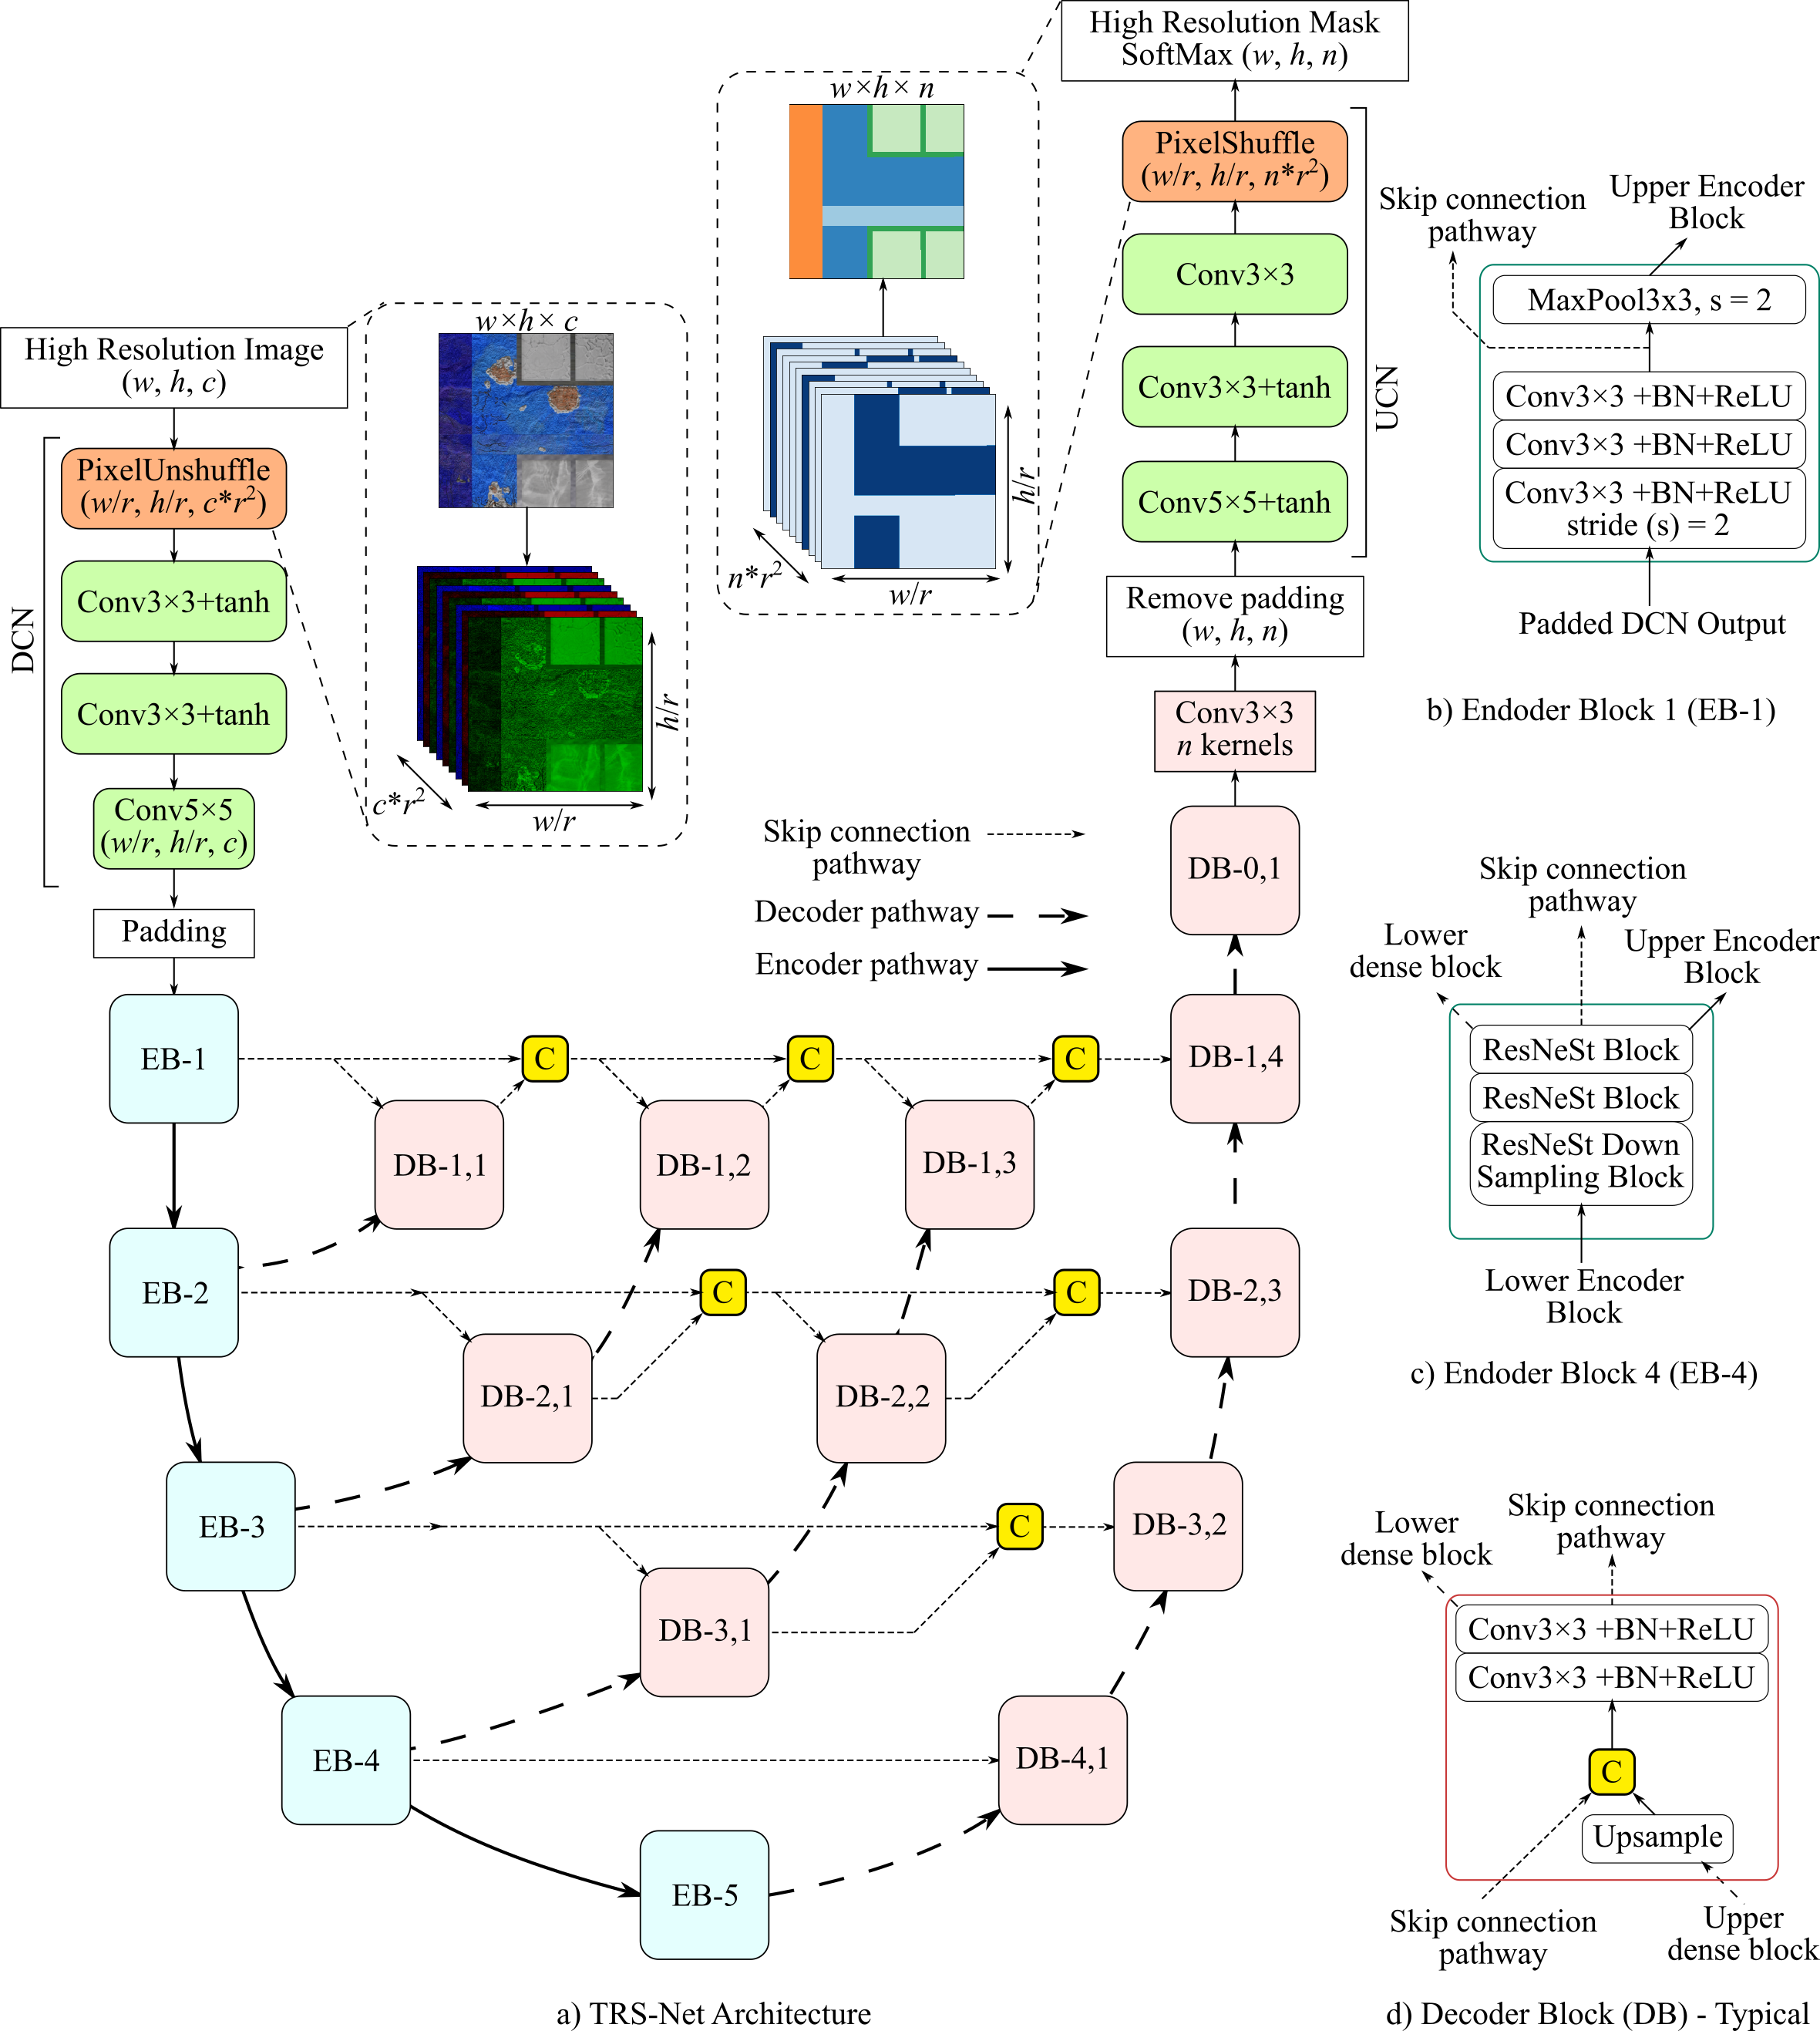 High Resolution Image
(w, h, c)
DCN
PixelUnshuffle
(w/r, h/r, c*r²)
Conv3×3+tanh
Conv3×3+tanh
Conv5×5
(w/r, h/r, c)
Padding
w×h× c
h/r
c*r²
w/r
w×h× n
h/r
n*r²
w/r
High Resolution Mask
SoftMax (w, h, n)
UCN
PixelShuffle
(w/r, h/r, n*r²)
Conv3×3
Conv3×3+tanh
Conv5×5+tanh
Remove padding
(w, h, n)
Conv3×3
n kernels
Skip connection
pathway
Decoder pathway
Encoder pathway
DB-0,1
EB-1
C
C
C
DB-1,4
DB-1,1
DB-1,2
DB-1,3
EB-2
C
C
DB-2,3
DB-2,1
DB-2,2
EB-3
C
DB-3,2
DB-3,1
EB-4
DB-4,1
EB-5
a) TRS-Net Architecture
Skip connection
pathway
Upper Encoder
Block
MaxPool3x3, s = 2
Conv3×3 +BN+ReLU
Conv3×3 +BN+ReLU
Conv3×3 +BN+ReLU
stride (s) = 2
Padded DCN Output
b) Endoder Block 1 (EB-1)
Skip connection
pathway
Lower
dense block
Upper Encoder
Block
ResNeSt Block
ResNeSt Block
ResNeSt Down
Sampling Block
Lower Encoder
Block
c) Endoder Block 4 (EB-4)
Skip connection
pathway
Lower
dense block
Conv3×3 +BN+ReLU
Conv3×3 +BN+ReLU
C
Upsample
Skip connection
pathway
Upper
dense block
d) Decoder Block (DB) - Typical